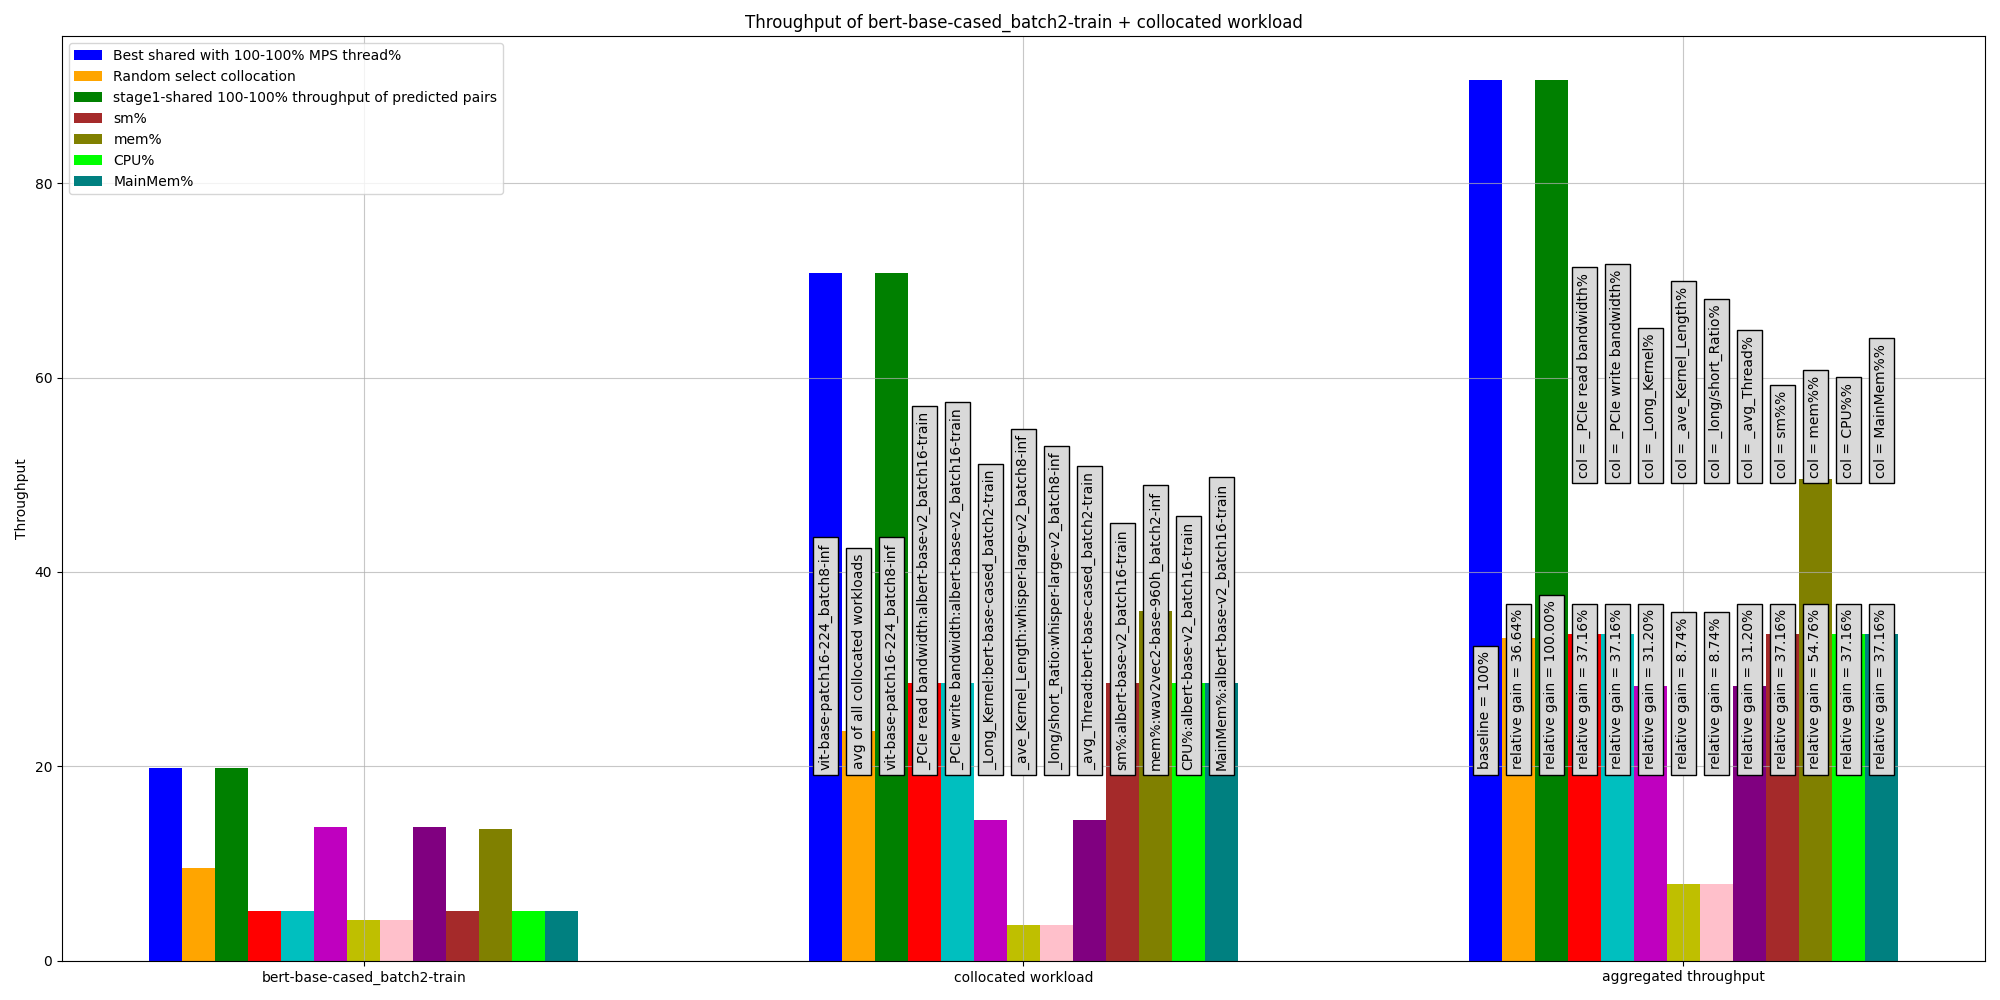 Throughput of bert-base-cased_batch2-train + collocated workload
Best shared with 100-100% MPS thread%
Random select collocation
stage1-shared 100-100% throughput of predicted pairs
sm%
mem%
CPU%
MainMem%
Throughput
80
60
40
20
0
vit-base-patch16-224_batch8-inf
avg of all collocated workloads
vit-base-patch16-224_batch8-inf
_PCIe read bandwidth:albert-base-v2_batch16-train
_PCIe write bandwidth:albert-base-v2_batch16-train
_Long_Kernel:bert-base-cased_batch2-train
_ave_Kernel_Length:whisper-large-v2_batch8-inf
_long/short_Ratio:whisper-large-v2_batch8-inf
_avg_Thread:bert-base-cased_batch2-train
sm%:albert-base-v2_batch16-train
mem%:wav2vec2-base-960h_batch2-inf
CPU%:albert-base-v2_batch16-train
MainMem%:albert-base-v2_batch16-train
col = _PCIe read bandwidth%
col = _PCIe write bandwidth%
col = _Long_Kernel%
col = _ave_Kernel_Length%
col = _long/short_Ratio%
col = _avg_Thread%
col = sm%%
col = mem%%
col = CPU%%
col = MainMem%%
baseline = 100%
relative gain = 36.64%
relative gain = 100.00%
relative gain = 37.16%
relative gain = 37.16%
relative gain = 31.20%
relative gain = 8.74%
relative gain = 8.74%
relative gain = 31.20%
relative gain = 37.16%
relative gain = 54.76%
relative gain = 37.16%
relative gain = 37.16%
bert-base-cased_batch2-train
collocated workload
aggregated throughput